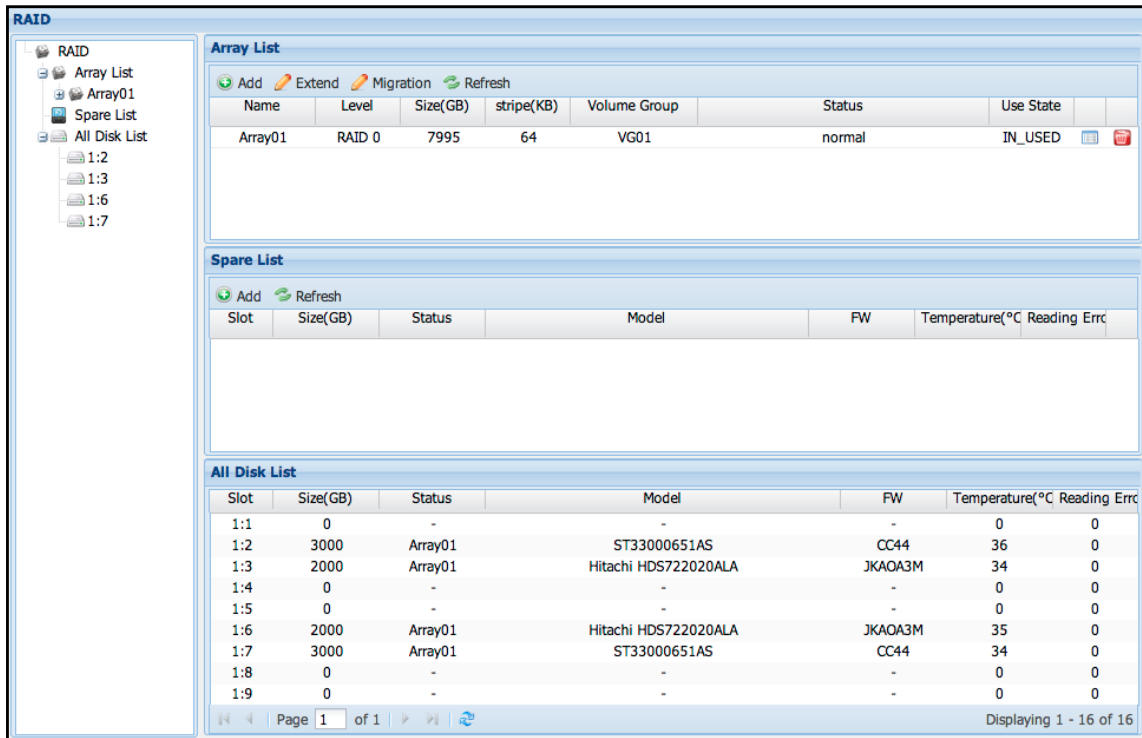 RAID
RAID
Array List
Array01
Spare List
All Disk List
1:2
1:3
1:6
1:7
Array List
Add Extend Migration Refresh
Name Level Size(GB) stripe(KB) Volume Group Status Use State
Array01 RAID 0 7995 64 VG01 normal IN_USED
Spare List
Add Refresh
Slot Size(GB) Status Model FW Temperature(°C Reading Erro
All Disk List
Slot Size(GB) Status Model FW Temperature(°C Reading Erro
1:1 0 - - - 0 0
1:2 3000 Array01 ST33000651AS CC44 36 0
1:3 2000 Array01 Hitachi HDS722020ALA JKAOA3M 34 0
1:4 0 - - - 0 0
1:5 0 - - - 0 0
1:6 2000 Array01 Hitachi HDS722020ALA JKAOA3M 35 0
1:7 3000 Array01 ST33000651AS CC44 34 0
1:8 0 - - - 0 0
1:9 0 - - - 0 0
Page 1 of 1 Displaying 1 - 16 of 16